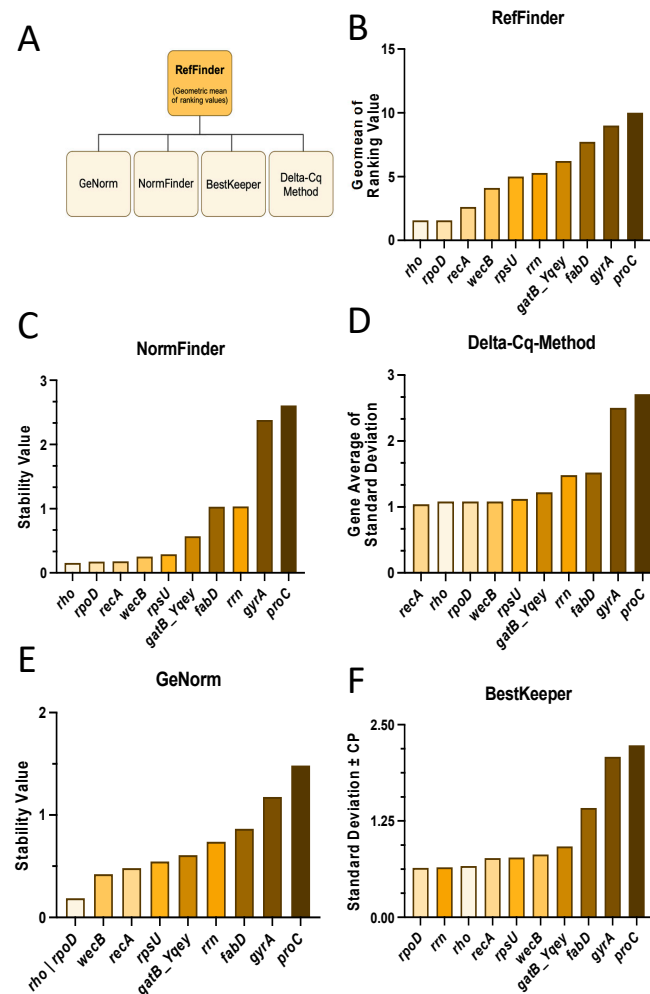 A
RefFinder
(Geometric mean
of ranking values)
GeNorm
NormFinder
BestKeeper
Delta-Cq
Method
B
RefFinder
Geomean of
Ranking Value
15
10
5
0
rho
rpoD
recA
wecB
rpsU
rrn
gatB_Yqey
fabD
gyrA
proC
C
NormFinder
Stability Value
3
2
1
0
rho
rpoD
recA
wecB
rpsU
gatB_Yqey
fabD
rrn
gyrA
proC
D
Delta-Cq-Method
Gene Average of
Standard Deviation
3
2
1
0
recA
rho
rpoD
wecB
rpsU
gatB_Yqey
rrn
fabD
gyrA
proC
E
GeNorm
Stability Value
2
1
0
rho | rpoD
wecB
recA
rpsU
gatB_Yqey
rrn
fabD
gyrA
proC
F
BestKeeper
Standard Deviation ± CP
2.50
1.25
0.00
rpoD
rrn
rho
recA
rpsU
wecB
gatB_Yqey
fabD
gyrA
proC